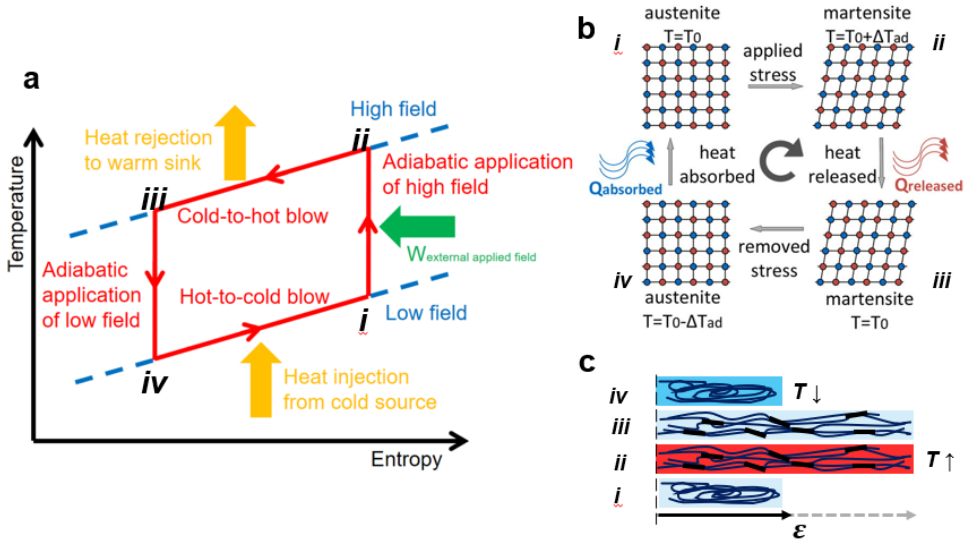 a
Temperature
Entropy
Heat rejection
to warm sink
High field
ii
Adiabatic application
of high field
iii
Cold-to-hot blow
W external applied field
Adiabatic
application
of low field
Hot-to-cold blow
i
Low field
iv
Heat injection
from cold source
b
i
austenite
T=T0
applied
stress
martensite
T=T0+ΔTad
ii
Qabsorbed
heat
absorbed
heat
released
Qreleased
iv
removed
stress
iii
austenite
T=T0-ΔTad
martensite
T=T0
c
iv
T ↓
iii
ii
T ↑
i
ε